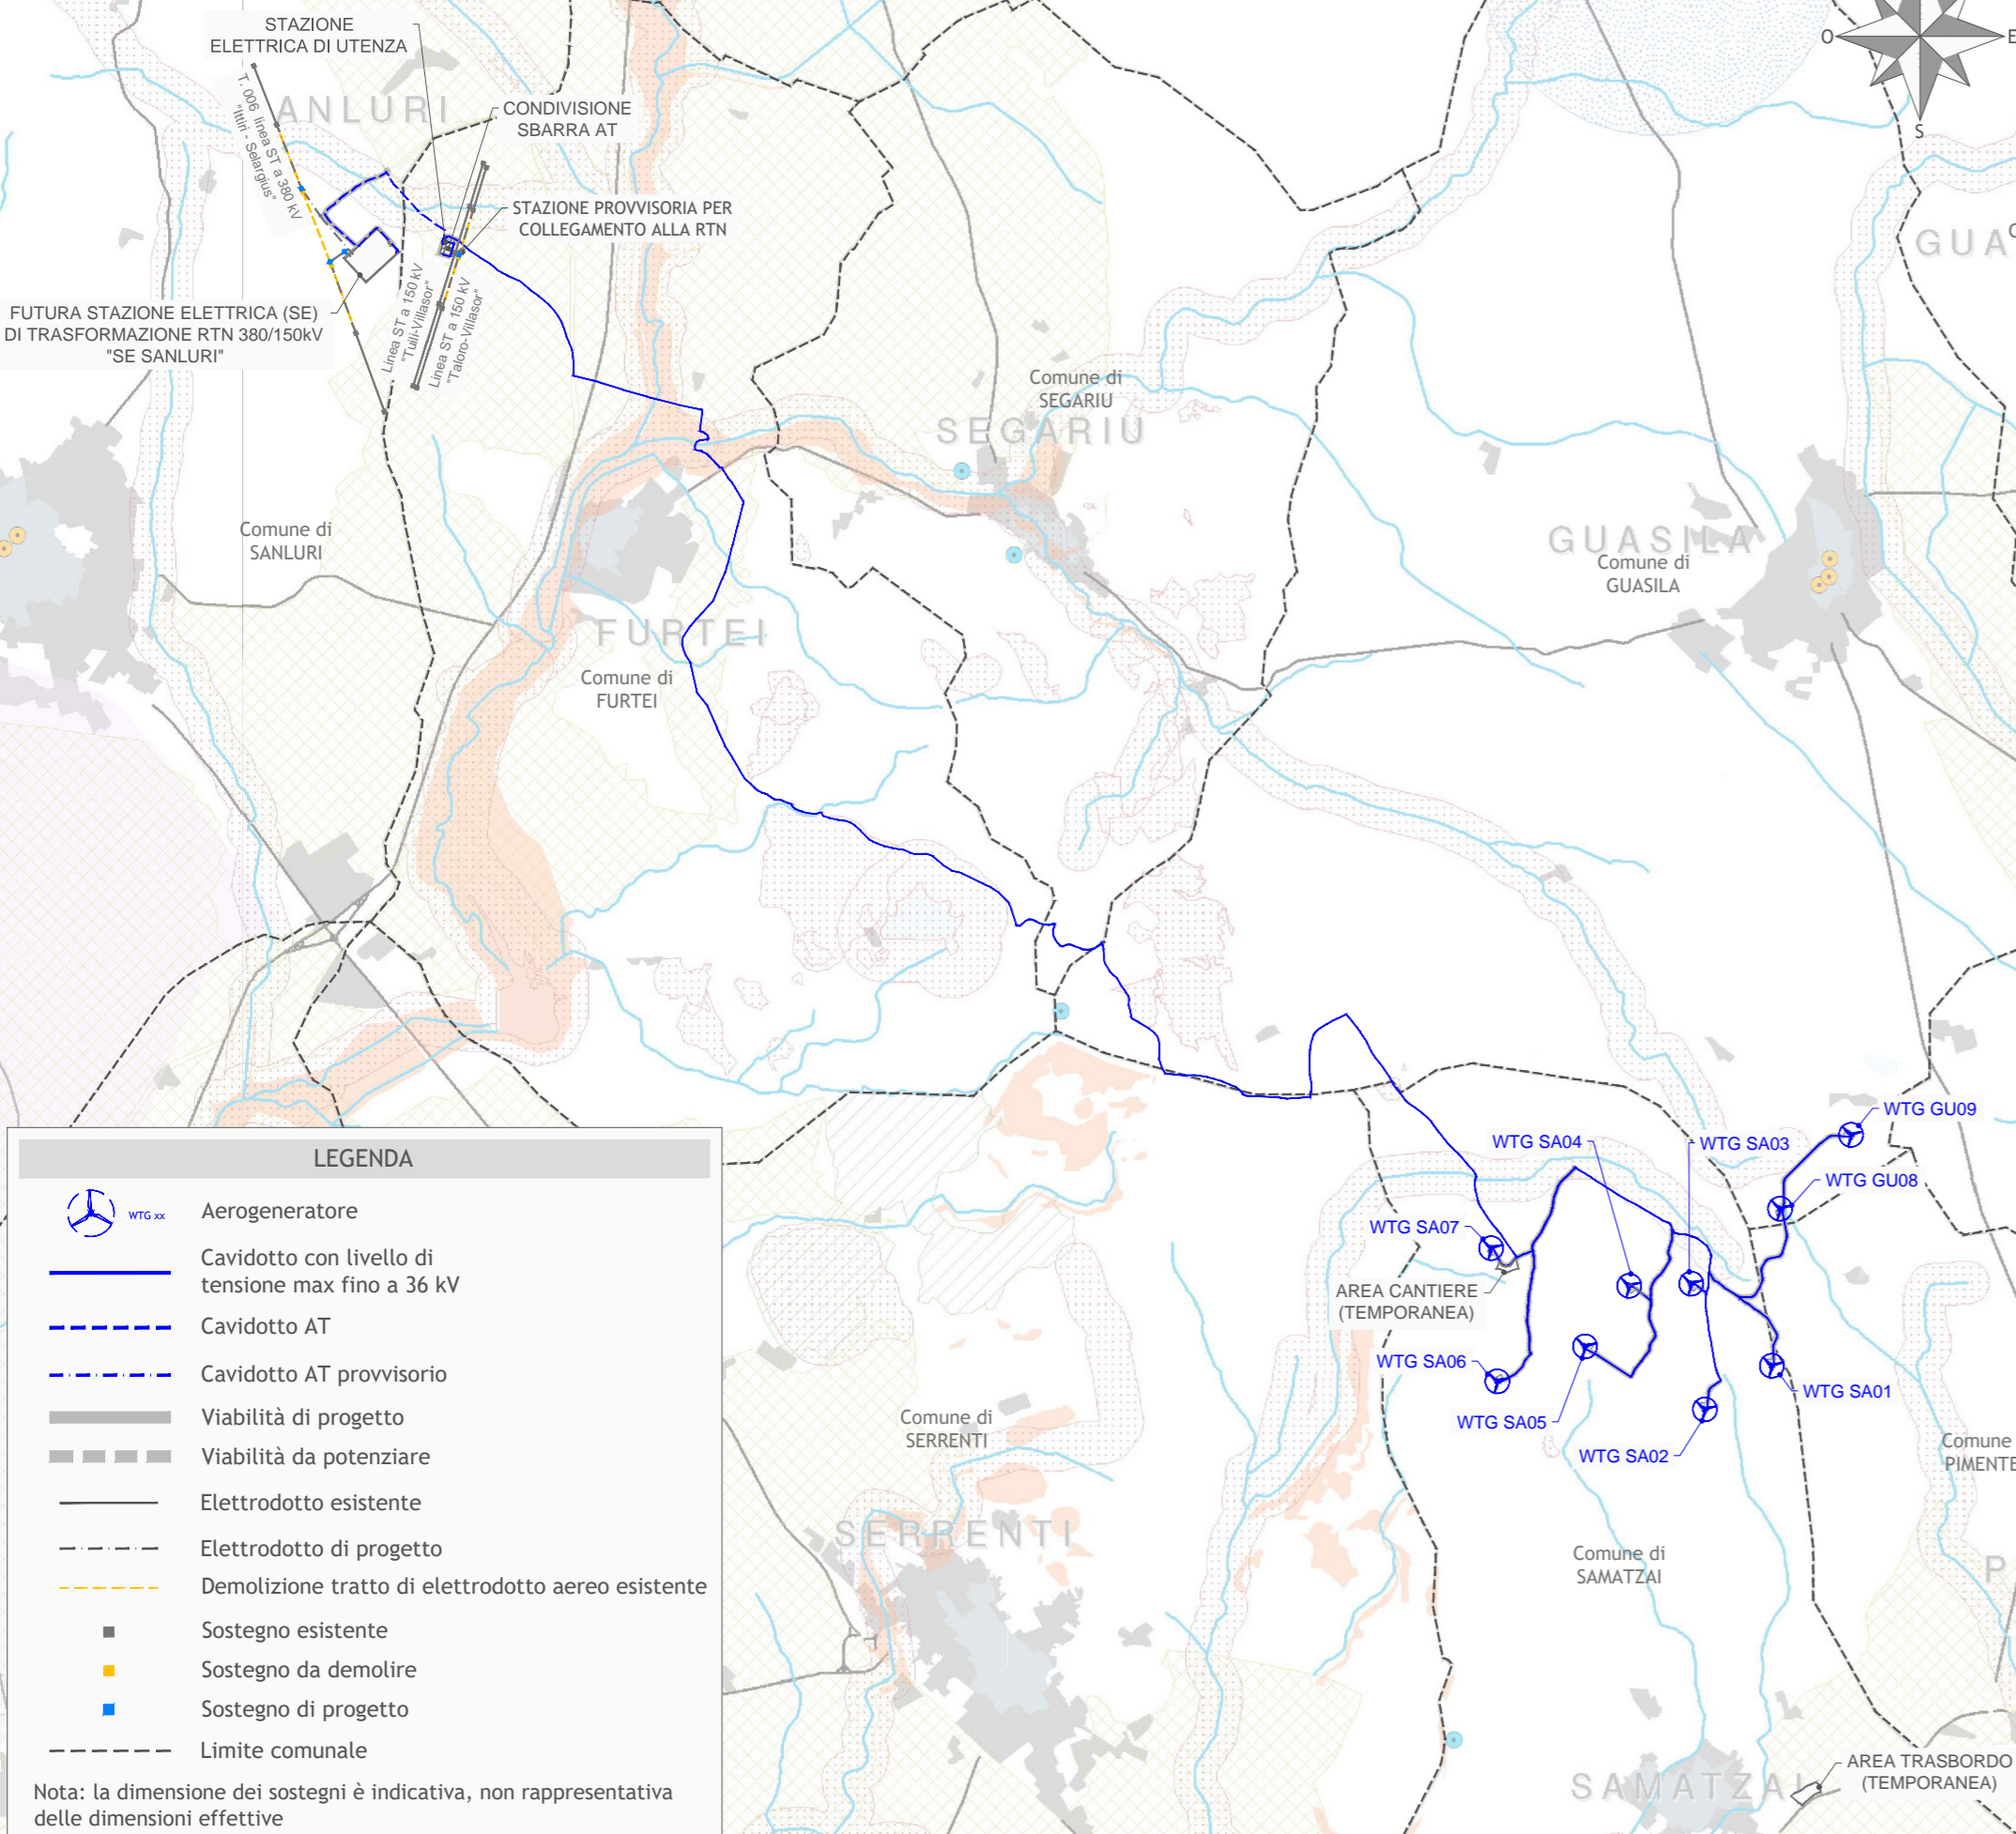 STAZIONE
ELETTRICA DI UTENZA
O
E
S
T. 006 linea ST a 380 kV
"Ittiri - Selargius"
ANLURI
CONDIVISIONE
SBARRA AT
STAZIONE PROVVISORIA PER
COLLEGAMENTO ALLA RTN
GUA
FUTURA STAZIONE ELETTRICA (SE)
DI TRASFORMAZIONE RTN 380/150kV
"SE SANLURI"
Linea ST a 150 kV
"Tuili-Villasor"
Linea ST a 150 kV
"Taloro-Villasor"
Comune di
SEGARIU
SEGARIU
Comune di
SANLURI
GUASILA
Comune di
GUASILA
FURTEI
Comune di
FURTEI
WTG GU09
WTG SA04
WTG SA03
WTG GU08
WTG SA07
AREA CANTIERE
(TEMPORANEA)
WTG SA06
WTG SA01
WTG SA05
WTG SA02
Comune di
SERRENTI
Comune
PIMENTE
SERRENTI
Comune di
SAMATZAI
P
SAMATZAI
AREA TRASBORDO
(TEMPORANEA)
LEGENDA
WTG xx
Aerogeneratore
Cavidotto con livello di
tensione max fino a 36 kV
Cavidotto AT
Cavidotto AT provvisorio
Viabilità di progetto
Viabilità da potenziare
Elettrodotto esistente
Elettrodotto di progetto
Demolizione tratto di elettrodotto aereo esistente
Sostegno esistente
Sostegno da demolire
Sostegno di progetto
Limite comunale
Nota: la dimensione dei sostegni è indicativa, non rappresentativa
delle dimensioni effettive